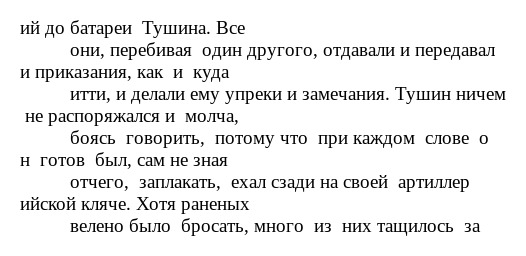 ий до батареи  Тушина. Все
они, перебивая  один другого, отдавали и передавал
и приказания, как  и  куда
итти, и делали ему упреки и замечания. Тушин ничем
не распоряжался и  молча,
боясь  говорить,  потому что  при каждом  слове  о
н  готов  был, сам не зная
отчего,  заплакать,  ехал сзади на своей  артиллер
ийской кляче. Хотя раненых
велено было  бросать, много  из  них тащилось  за